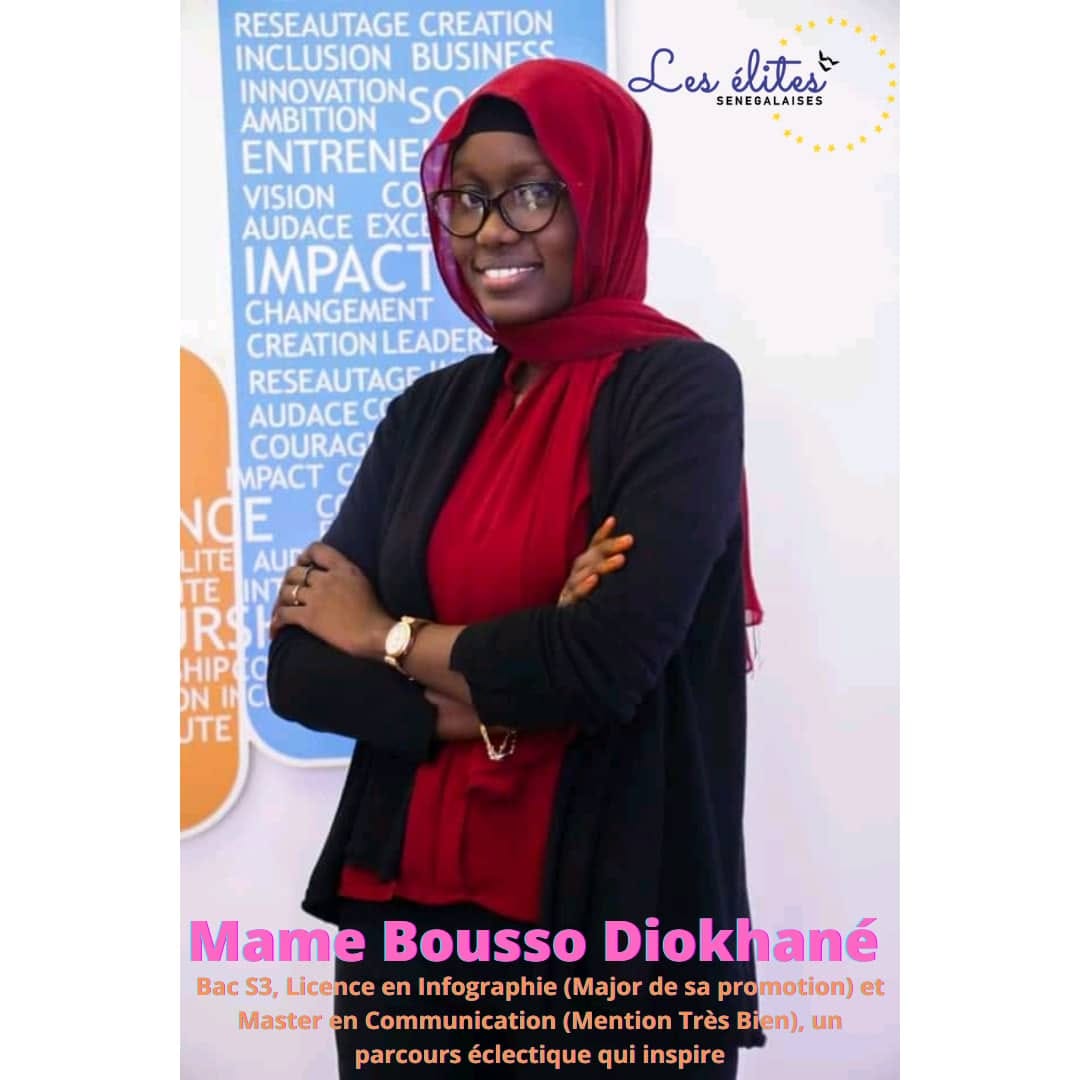 Les élites
SENEGALAISES
RESEAUTAGE CREATION
INCLUSION BUSINESS
INNOVATION
AMBITION
VISION
AUDACE
IMPACT
CHANGEMENT
CREATION
RESEAUTAGE
AUDACE
IMPACT
Mame Bousso Diokhané
Bac S3, Licence en Infographie (Major de sa promotion) et
Master en Communication (Mention Très Bien), un
parcours éclectique qui inspire